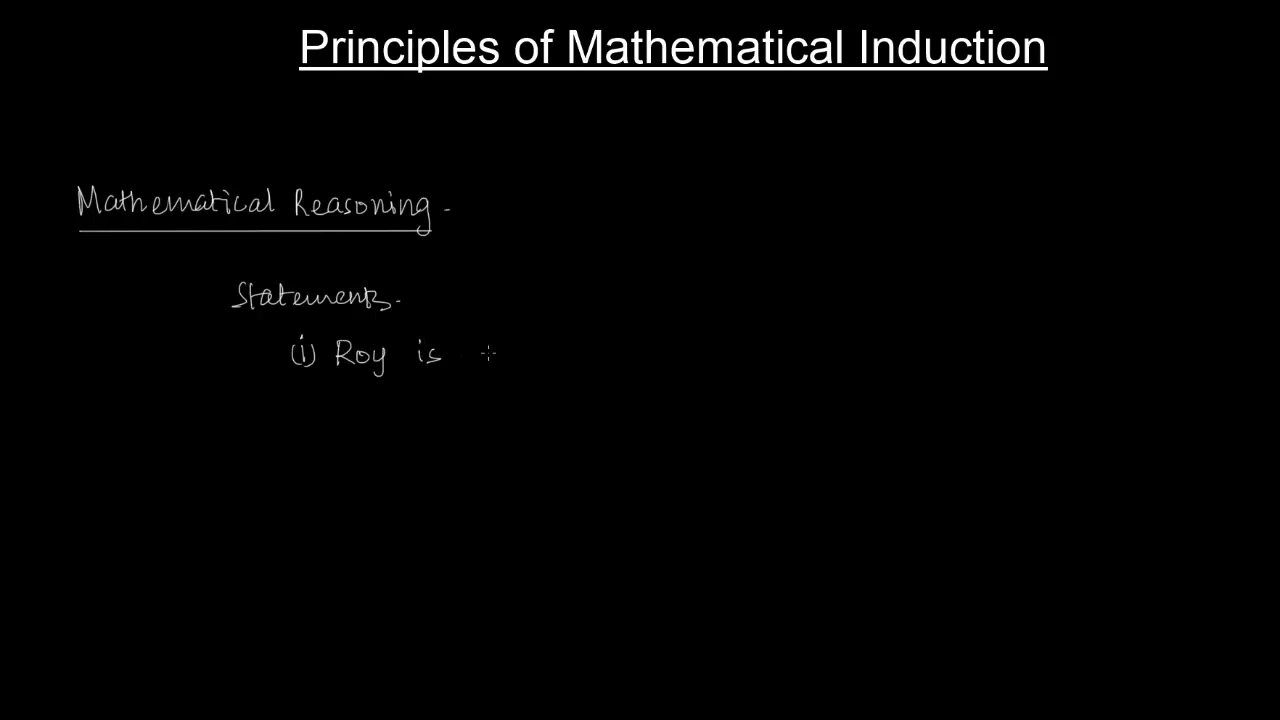 Principles of Mathematical Induction
Mathematical Reasoning.
Statements.
(i) Roy is